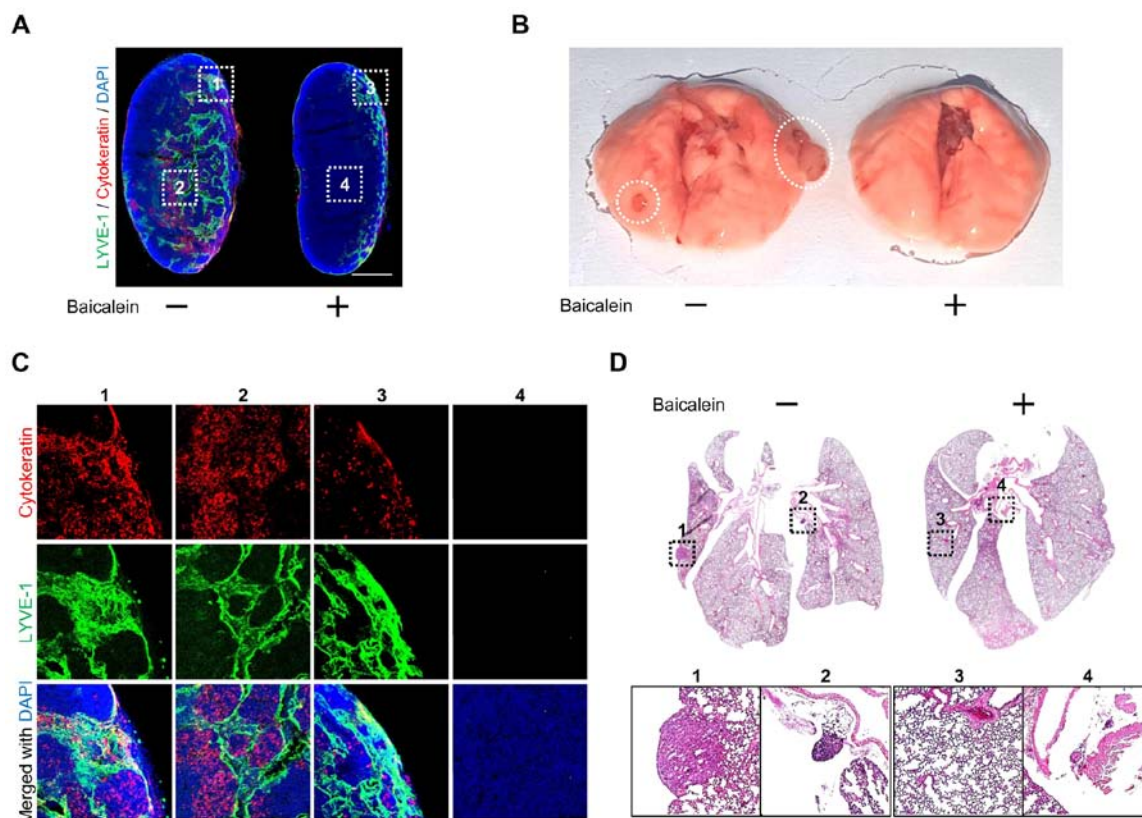 A
LYVE-1 / Cytokeratin / DAPI
1
2
3
4
Baicalein − +
B
Baicalein − +
C
1 2 3 4
Cytokeratin
LYVE-1
Merged with DAPI
D
Baicalein − +
1
2
3
4
1 2 3 4